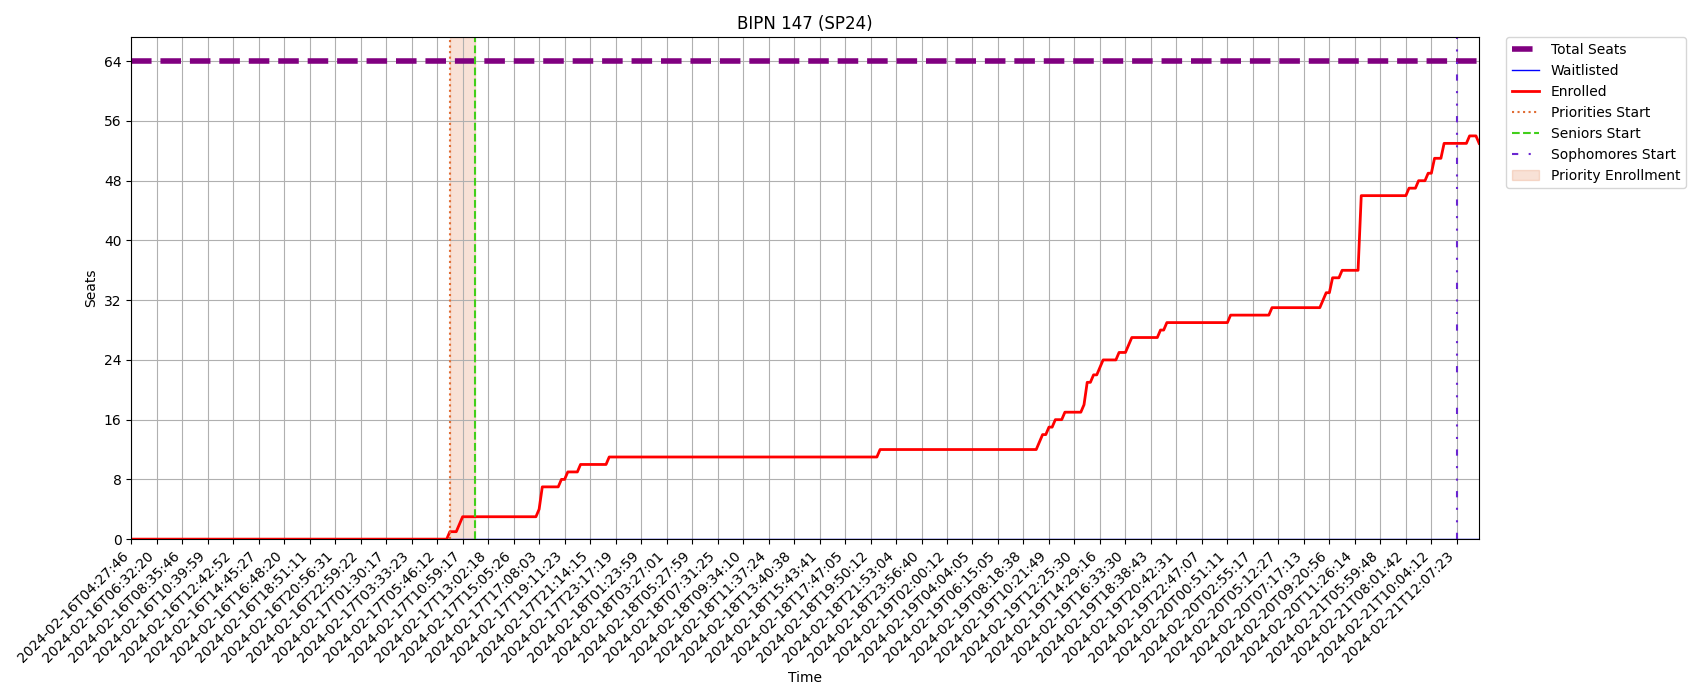 BIPN 147 (SP24)
Total Seats
Waitlisted
Enrolled
Priorities Start
Seniors Start
Sophomores Start
Priority Enrollment
Seats
64
56
48
40
32
24
16
8
0
2024-02-16T04:27:46
2024-02-16T06:32:20
2024-02-16T08:35:46
2024-02-16T10:39:59
2024-02-16T12:42:52
2024-02-16T14:45:27
2024-02-16T16:48:20
2024-02-16T18:51:11
2024-02-16T20:56:31
2024-02-16T22:59:22
2024-02-17T01:30:17
2024-02-17T03:33:23
2024-02-17T05:46:12
2024-02-17T10:59:17
2024-02-17T13:02:18
2024-02-17T15:05:26
2024-02-17T17:08:03
2024-02-17T19:11:23
2024-02-17T21:14:15
2024-02-17T23:17:19
2024-02-18T01:23:59
2024-02-18T03:27:01
2024-02-18T05:27:59
2024-02-18T07:31:25
2024-02-18T09:34:10
2024-02-18T11:37:24
2024-02-18T13:40:38
2024-02-18T15:43:41
2024-02-18T17:47:05
2024-02-18T19:50:12
2024-02-18T21:53:04
2024-02-18T23:56:40
2024-02-19T02:00:12
2024-02-19T04:04:05
2024-02-19T06:15:05
2024-02-19T08:18:38
2024-02-19T10:21:49
2024-02-19T12:25:30
2024-02-19T14:29:16
2024-02-19T16:33:30
2024-02-19T18:38:43
2024-02-19T20:42:31
2024-02-19T22:47:07
2024-02-20T00:51:11
2024-02-20T02:55:17
2024-02-20T05:12:27
2024-02-20T07:17:13
2024-02-20T09:20:56
2024-02-20T11:26:14
2024-02-21T05:59:48
2024-02-21T08:01:42
2024-02-21T10:04:12
2024-02-21T12:07:23
Time